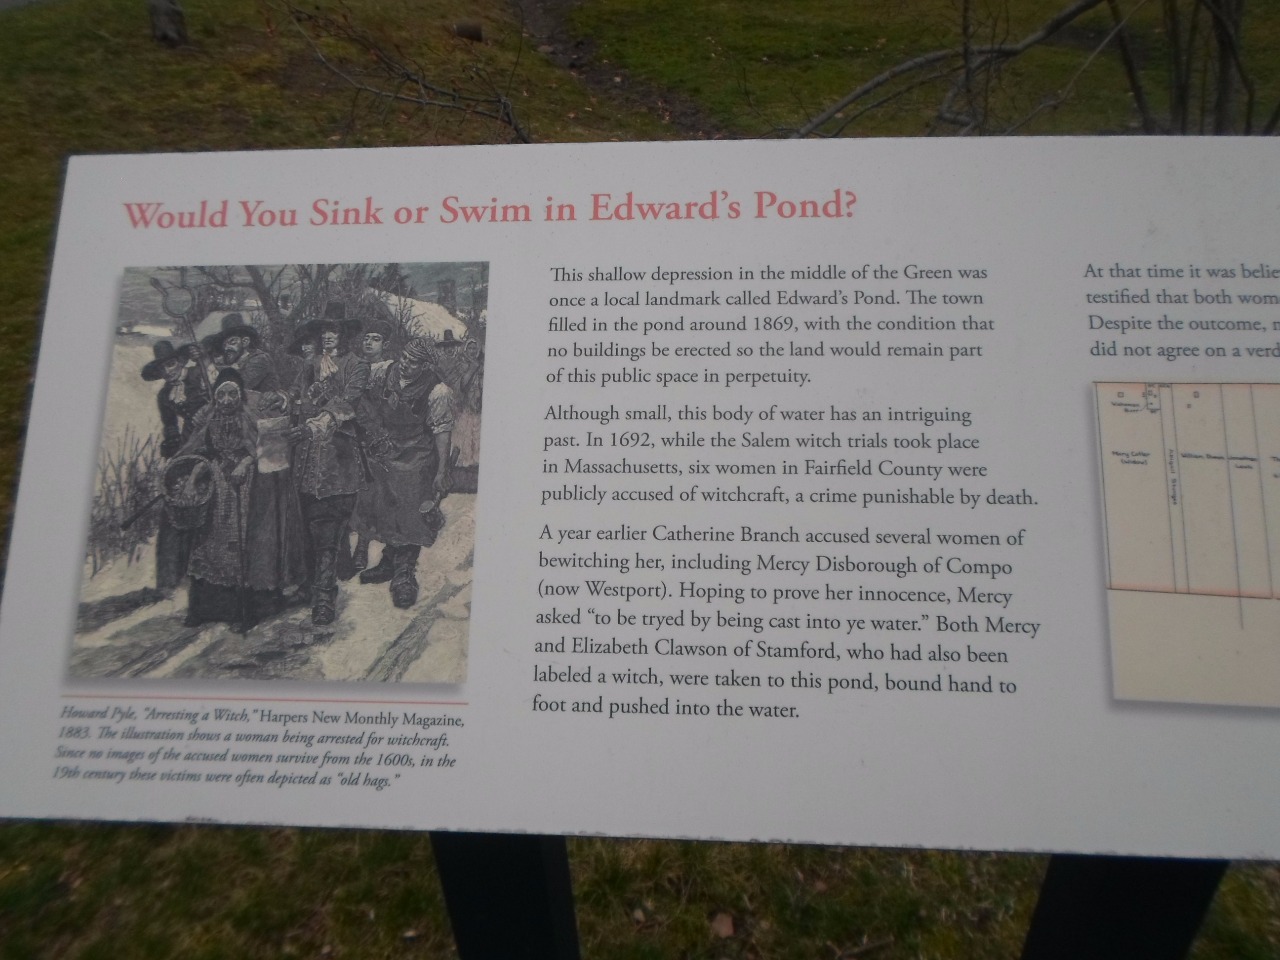 Would You Sink or Swim in Edward's Pond?
This shallow depression in the middle of the Green was
once a local landmark called Edward's Pond. The town
filled in the pond around 1869, with the condition that
no buildings be erected so the land would remain part
of this public space in perpetuity.
Although small, this body of water has an intriguing
past. In 1692, while the Salem witch trials took place
in Massachusetts, six women in Fairfield County were
publicly accused of witchcraft, a crime punishable by death.
A year earlier Catherine Branch accused several women of
bewitching her, including Mercy Disborough of Compo
(now Westport). Hoping to prove her innocence, Mercy
asked "to be tryed by being cast into ye water." Both Mercy
and Elizabeth Clawson of Stamford, who had also been
labeled a witch, were taken to this pond, bound hand to
foot and pushed into the water.
Howard Pyle, "Arresting a Witch," Harpers New Monthly Magazine,
1883. The illustration shows a woman being arrested for witchcraft.
Since no images of the accused women survive from the 1600s, in the
19th century these victims were often depicted as "old hags."
At that time it was
testified that both
Despite the outcome,
did not agree on a